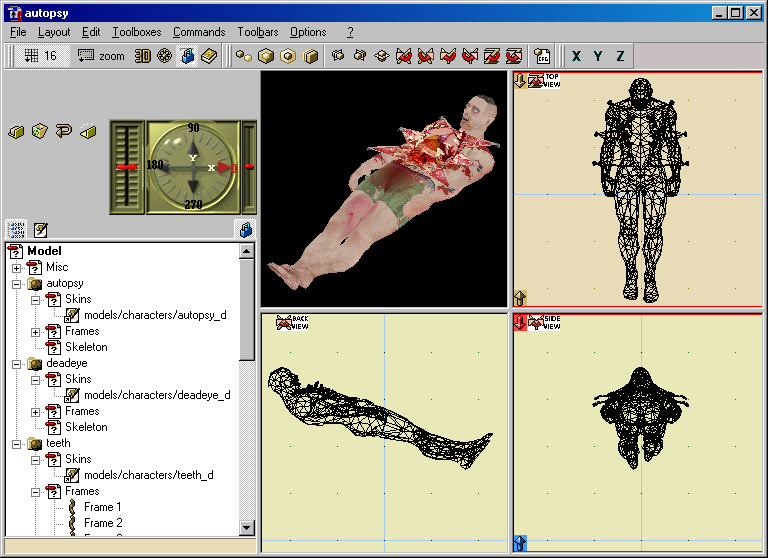 autopsy
File Layout Edit Toolboxes Commands Toolbars Options ?
16 zoom 3D CFG X Y Z
90
180 Y X 0
270
TOP VIEW
BACK VIEW
SIDE VIEW
Model
Misc
autopsy
Skins
models/characters/autopsy_d
Frames
Skeleton
deadeye
Skins
models/characters/deadeye_d
Frames
Skeleton
teeth
Skins
models/characters/teeth_d
Frames
Frame 1
Frame 2